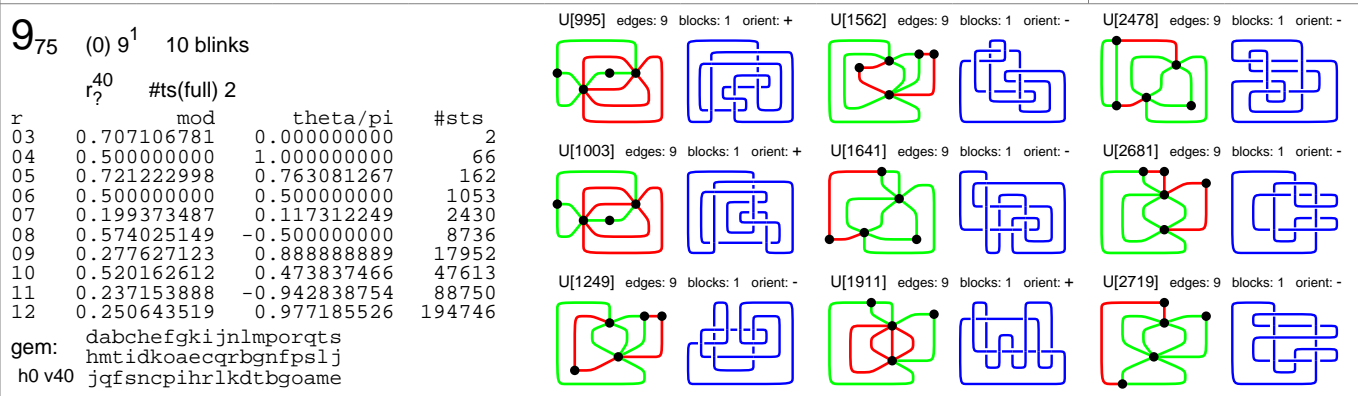 9_75 (0) 9^1 10 blinks
r_?^40 #ts(full) 2
r mod theta/pi #sts
03 0.707106781 0.000000000 2
04 0.500000000 1.000000000 66
05 0.721222998 0.763081267 162
06 0.500000000 0.500000000 1053
07 0.199373487 0.117312249 2430
08 0.574025149 -0.500000000 8736
09 0.277627123 0.888888889 17952
10 0.520162612 0.473837466 47613
11 0.237153888 -0.942838754 88750
12 0.250643519 0.977185526 194746
gem: dabchefgkijnlmporqts
hmtidkoaecqrbgnfpslj
h0 v40 jqfsncpihrlkdtbgoame
U[995] edges: 9 blocks: 1 orient: +
U[1562] edges: 9 blocks: 1 orient: -
U[2478] edges: 9 blocks: 1 orient: -
U[1003] edges: 9 blocks: 1 orient: +
U[1641] edges: 9 blocks: 1 orient: -
U[2681] edges: 9 blocks: 1 orient: -
U[1249] edges: 9 blocks: 1 orient: -
U[1911] edges: 9 blocks: 1 orient: +
U[2719] edges: 9 blocks: 1 orient: -